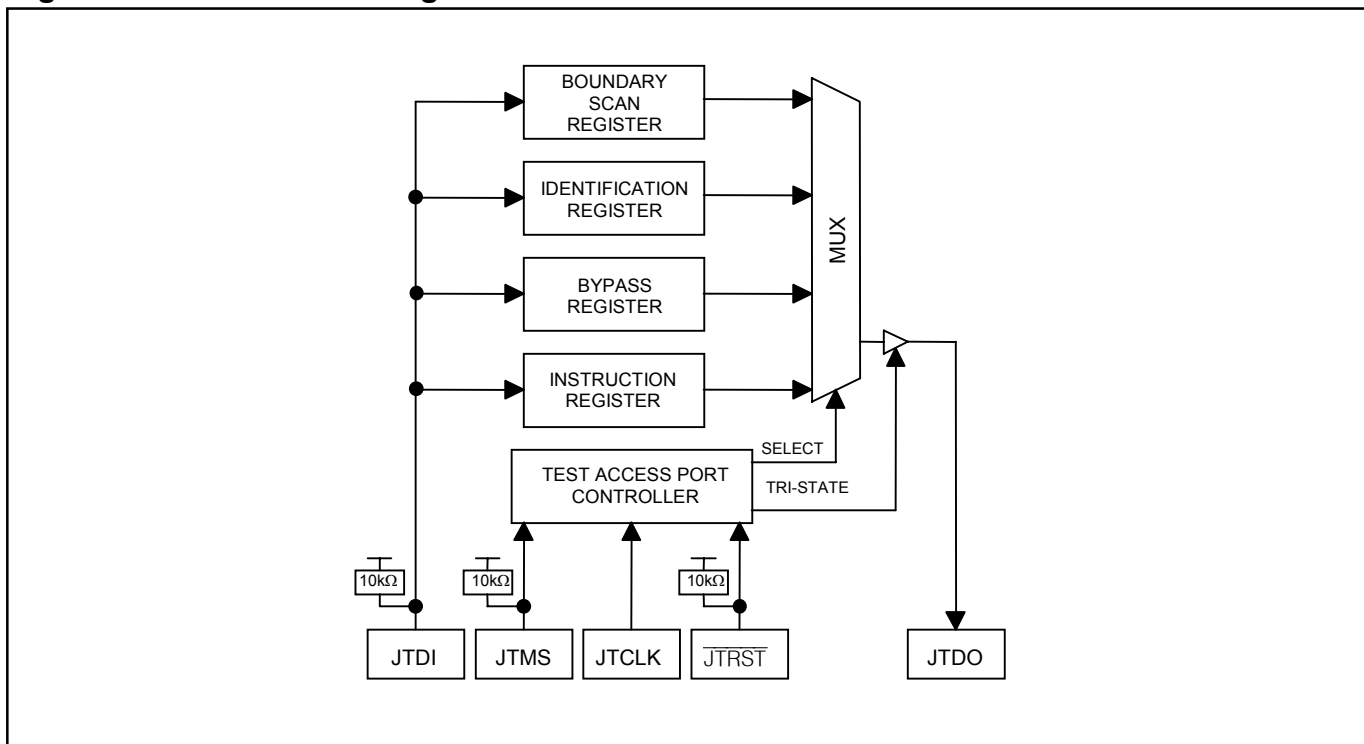 BOUNDARY
SCAN
REGISTER
IDENTIFICATION
REGISTER
BYPASS
REGISTER
INSTRUCTION
REGISTER
MUX
SELECT
TEST ACCESS PORT
CONTROLLER
TRI-STATE
10kΩ
10kΩ
10kΩ
JTDI
JTMS
JTCLK
JTRST
JTDO